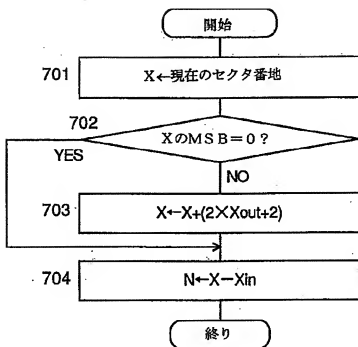 開始
701
X←現在のセクタ番地
702
XのMSB=0?
YES
NO
703
X←X+(2×Xout+2)
704
N←X−Xin
終り